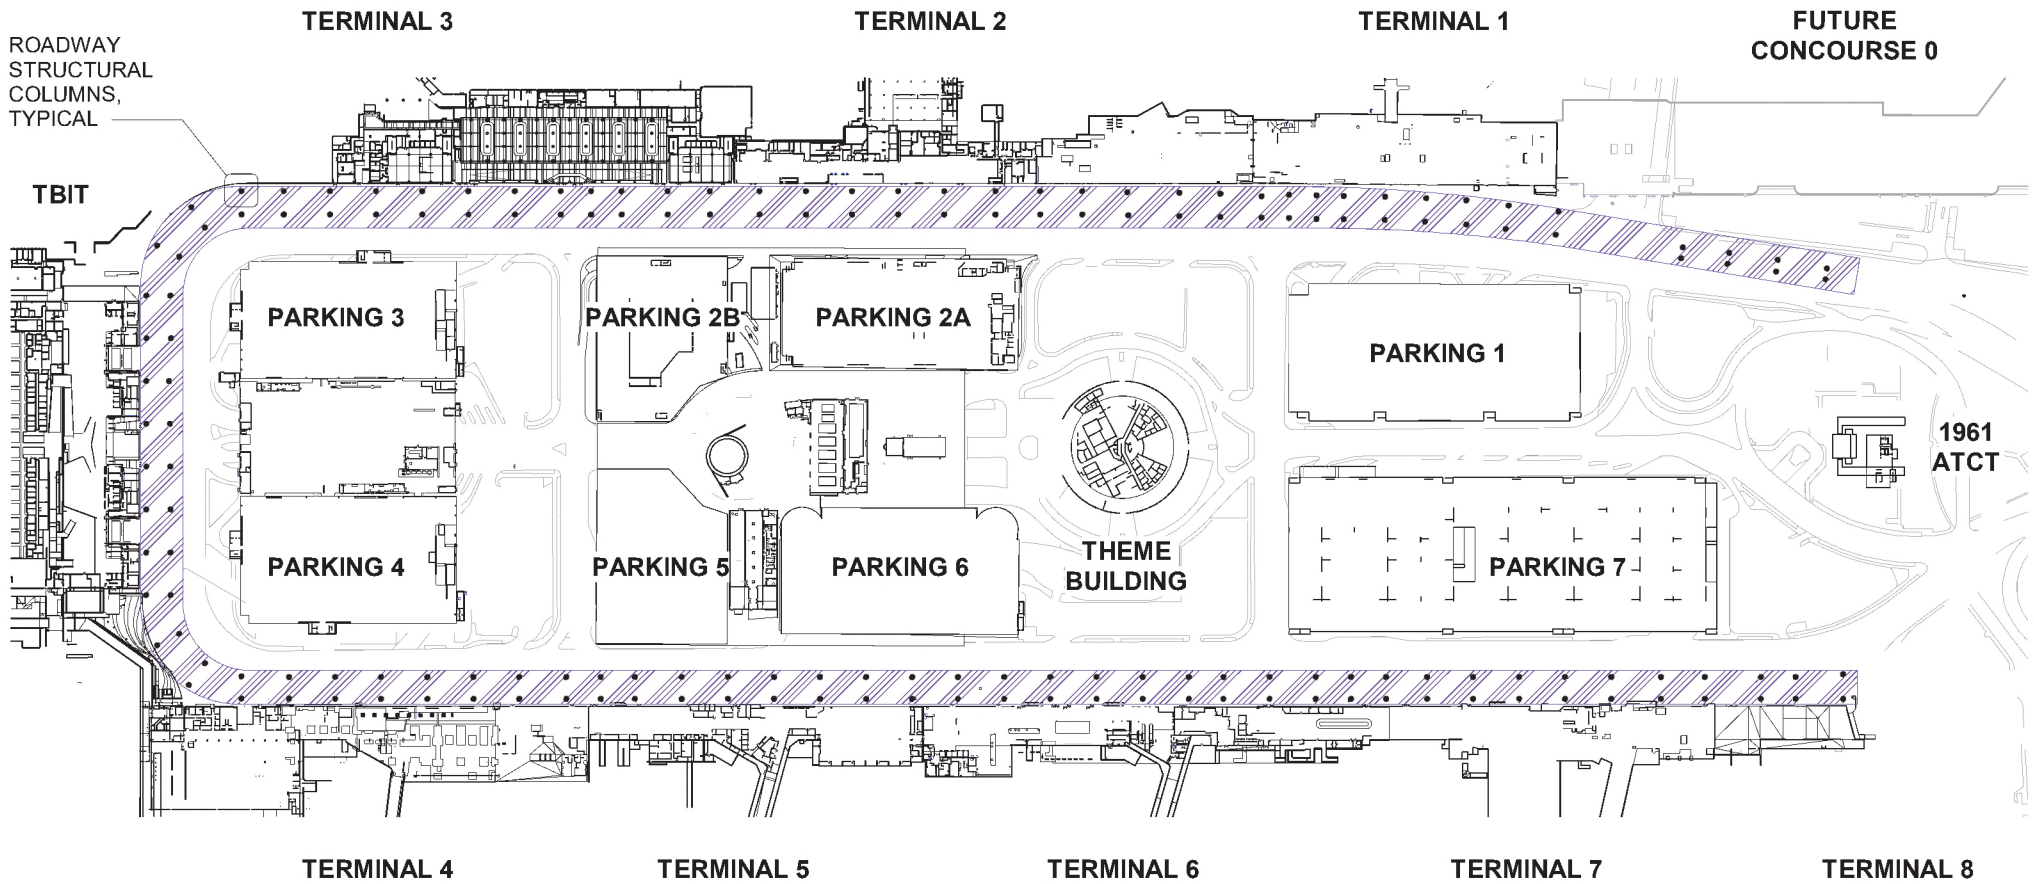 TERMINAL 3
TERMINAL 2
TERMINAL 1
FUTURE
CONCOURSE 0
ROADWAY
STRUCTURAL
COLUMNS,
TYPICAL
TBIT
PARKING 3
PARKING 2B
PARKING 2A
PARKING 1
1961
ATCT
PARKING 4
PARKING 5
PARKING 6
THEME
BUILDING
PARKING 7
TERMINAL 4
TERMINAL 5
TERMINAL 6
TERMINAL 7
TERMINAL 8